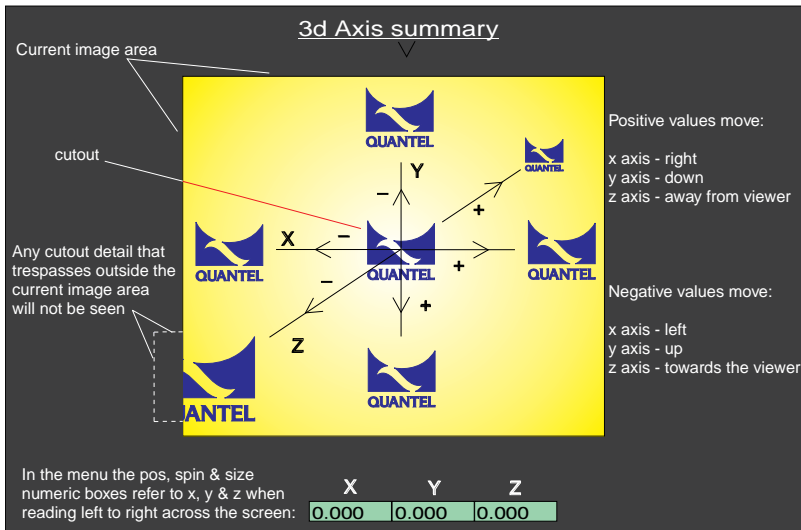 3d Axis summary
Current image area
cutout
Any cutout detail that
trespasses outside the
current image area
will not be seen
QUANTEL
Y
–
QUANTEL
+
Positive values move:
x axis - right
y axis - down
z axis - away from viewer
QUANTEL
X
–
QUANTEL
+
QUANTEL
–
+
Z
UANTEL
QUANTEL
Negative values move:
x axis - left
y axis - up
z axis - towards the viewer
In the menu the pos, spin & size
numeric boxes refer to x, y & z when
reading left to right across the screen:
X Y Z
0.000 0.000 0.000